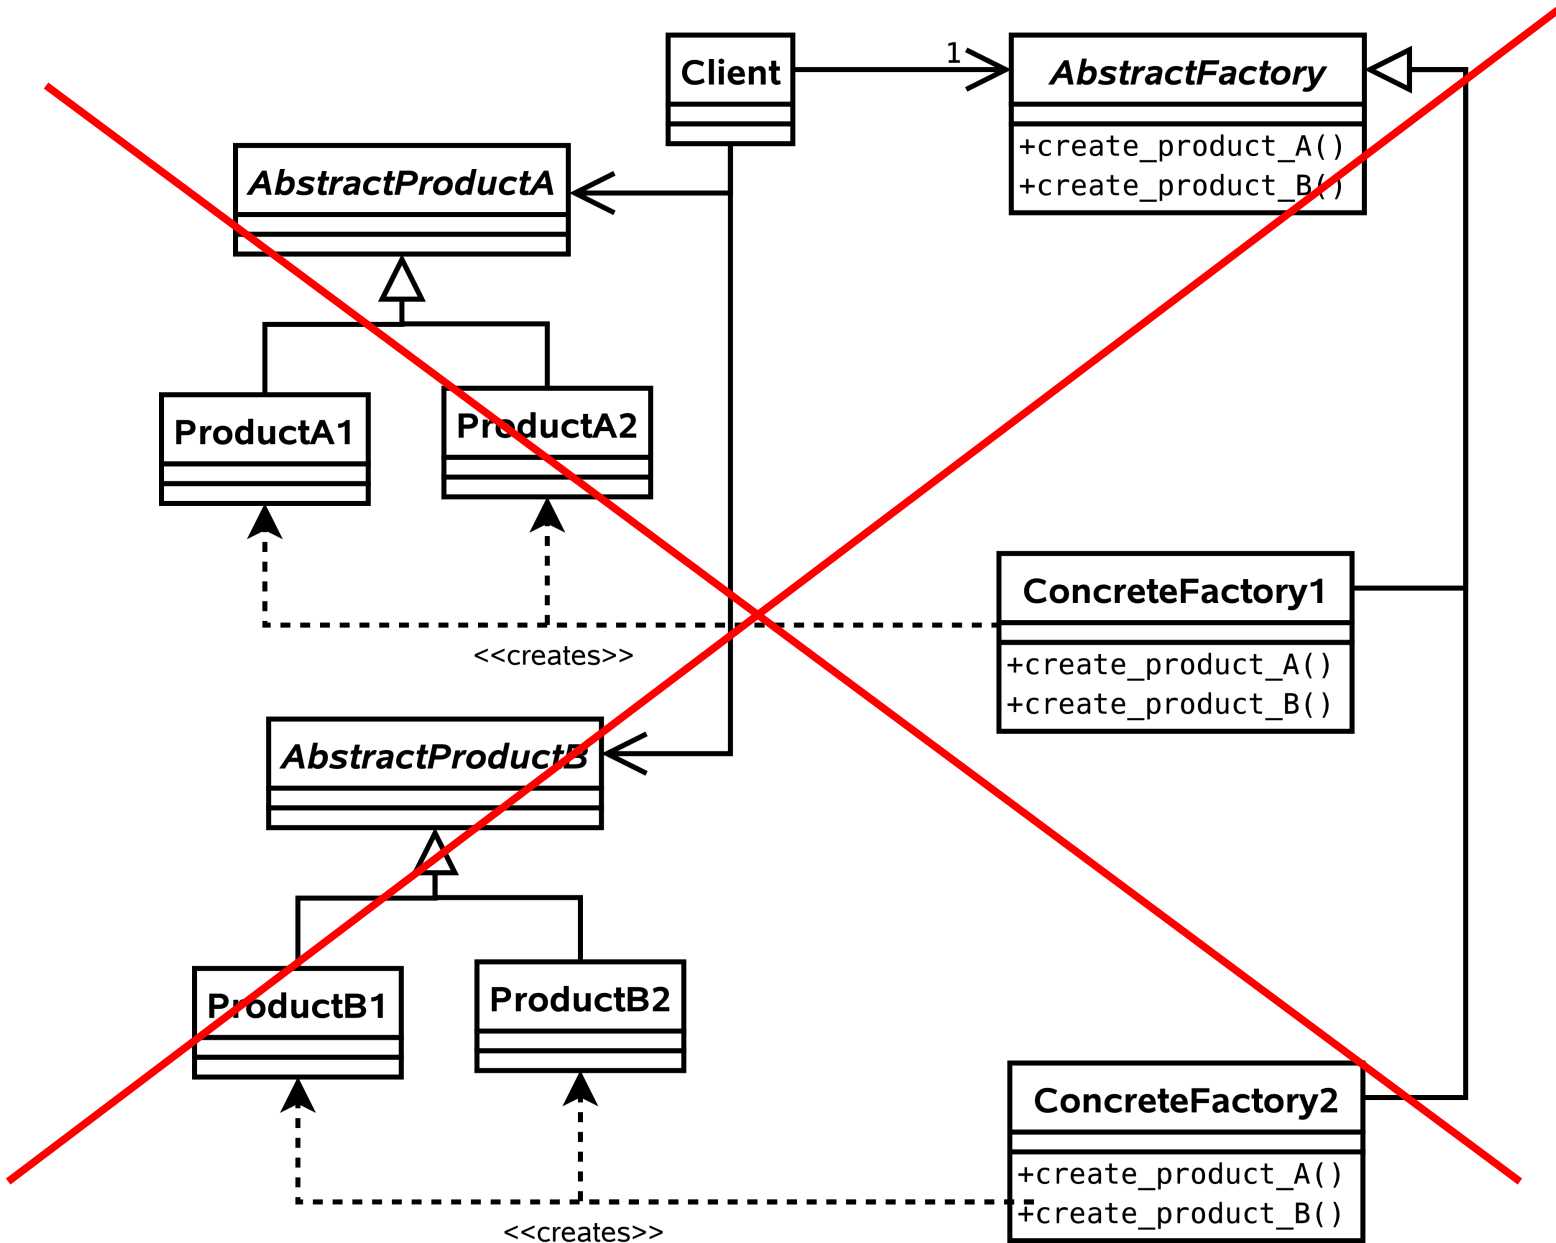 Client
1
AbstractFactory
+create_product_A()
+create_product_B()
AbstractProductA
ProductA1
ProductA2
<<creates>>
ConcreteFactory1
+create_product_A()
+create_product_B()
AbstractProductB
ProductB1
ProductB2
<<creates>>
ConcreteFactory2
+create_product_A()
+create_product_B()